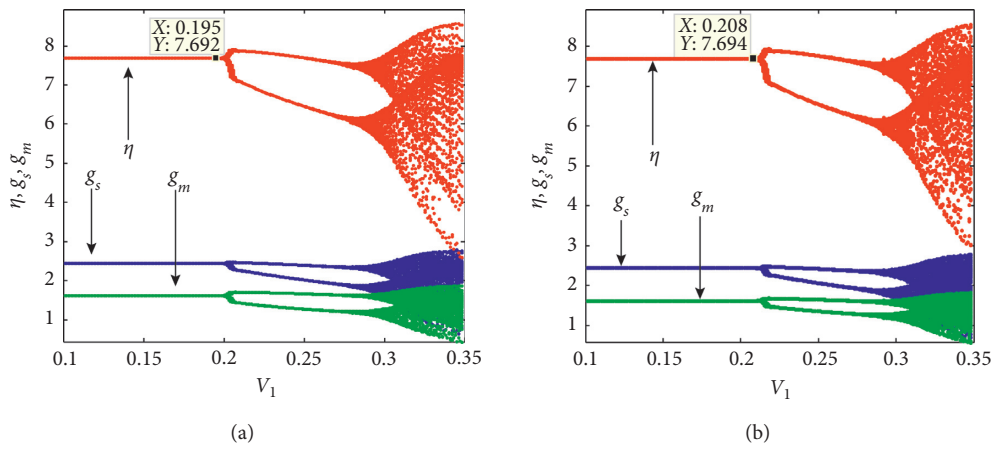 X: 0.195
Y: 7.692
8
7
6
5
4
3
2
1
η, g_s, g_m
η
g_s
g_m
0.1 0.15 0.2 0.25 0.3 0.35
V_1
(a)
X: 0.208
Y: 7.694
8
7
6
5
4
3
2
1
η, g_s, g_m
η
g_s
g_m
0.1 0.15 0.2 0.25 0.3 0.35
V_1
(b)